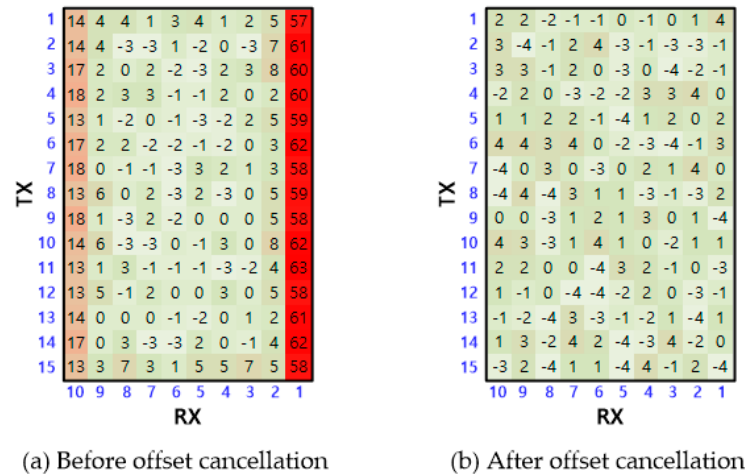 1 14 4 4 1 3 4 1 2 5 57
2 14 4 -3 -3 1 -2 0 -3 7 61
3 17 2 0 2 -2 -3 2 3 8 60
4 18 2 3 3 -1 -1 2 0 2 60
5 13 1 -2 0 -1 -3 -2 2 5 59
6 17 2 2 -2 -2 -1 -2 0 3 62
7 18 0 -1 -1 -3 3 2 1 3 58
8 13 6 0 2 -3 2 -3 0 5 59
9 18 1 -3 2 -2 0 0 0 5 58
10 14 6 -3 -3 0 -1 3 0 8 62
11 13 1 3 -1 -1 -1 -3 -2 4 63
12 13 5 -1 2 0 0 3 0 5 58
13 14 0 0 0 -1 -2 0 1 2 61
14 17 0 3 -3 -3 2 0 -1 4 62
15 13 3 7 3 1 5 5 7 5 58
10 9 8 7 6 5 4 3 2 1
TX
RX
(a) Before offset cancellation
1 2 2 -2 -1 -1 0 -1 0 1 4
2 3 -4 -1 2 4 -3 -1 -3 -3 -1
3 3 3 -1 2 0 -3 0 -4 -2 -1
4 -2 2 0 -3 -2 -2 3 3 4 0
5 1 1 2 2 -1 -4 1 2 0 2
6 4 4 3 4 0 -2 -3 -4 -1 3
7 -4 0 3 0 -3 0 2 1 4 0
8 -4 4 -4 3 1 1 -3 -1 -3 2
9 0 0 -3 1 2 1 3 0 1 -4
10 4 3 -3 1 4 1 0 -2 1 1
11 2 2 0 0 -4 3 2 -1 0 -3
12 1 -1 0 -4 -4 -2 2 0 -3 -1
13 -1 -2 -4 3 -3 -1 -2 1 -4 1
14 1 3 -2 4 2 -4 -3 4 -2 0
15 -3 2 -4 1 1 -4 4 -1 2 -4
10 9 8 7 6 5 4 3 2 1
TX
RX
(b) After offset cancellation